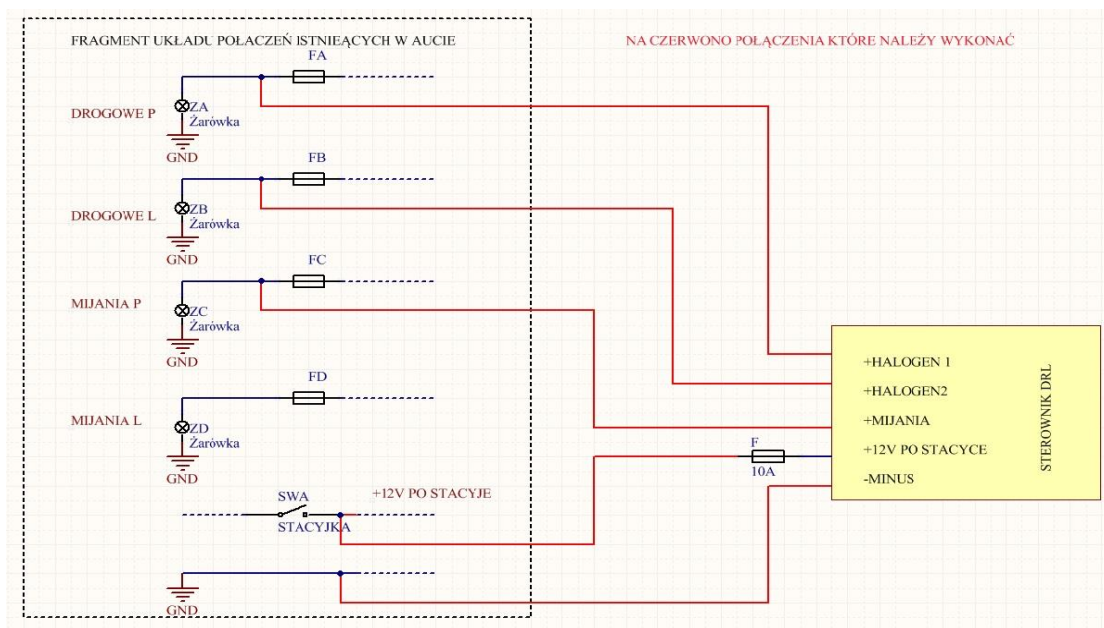 FRAGMENT UKŁADU POŁACZEŃ ISTNIEĄCYCH W AUCIE
NA CZERWONO POŁĄCZENIA KTÓRE NALEŻY WYKONAĆ
FA
DROGOWE P
ZA
Żarówka
GND
FB
DROGOWE L
ZB
Żarówka
GND
FC
MIJANIA P
ZC
Żarówka
GND
FD
MIJANIA L
ZD
Żarówka
GND
SWA
STACYJKA
+12V PO STACYJE
GND
F
10A
+HALOGEN 1
+HALOGEN2
+MIJANIA
+12V PO STACYCE
-MINUS
STEROWNIK DRL